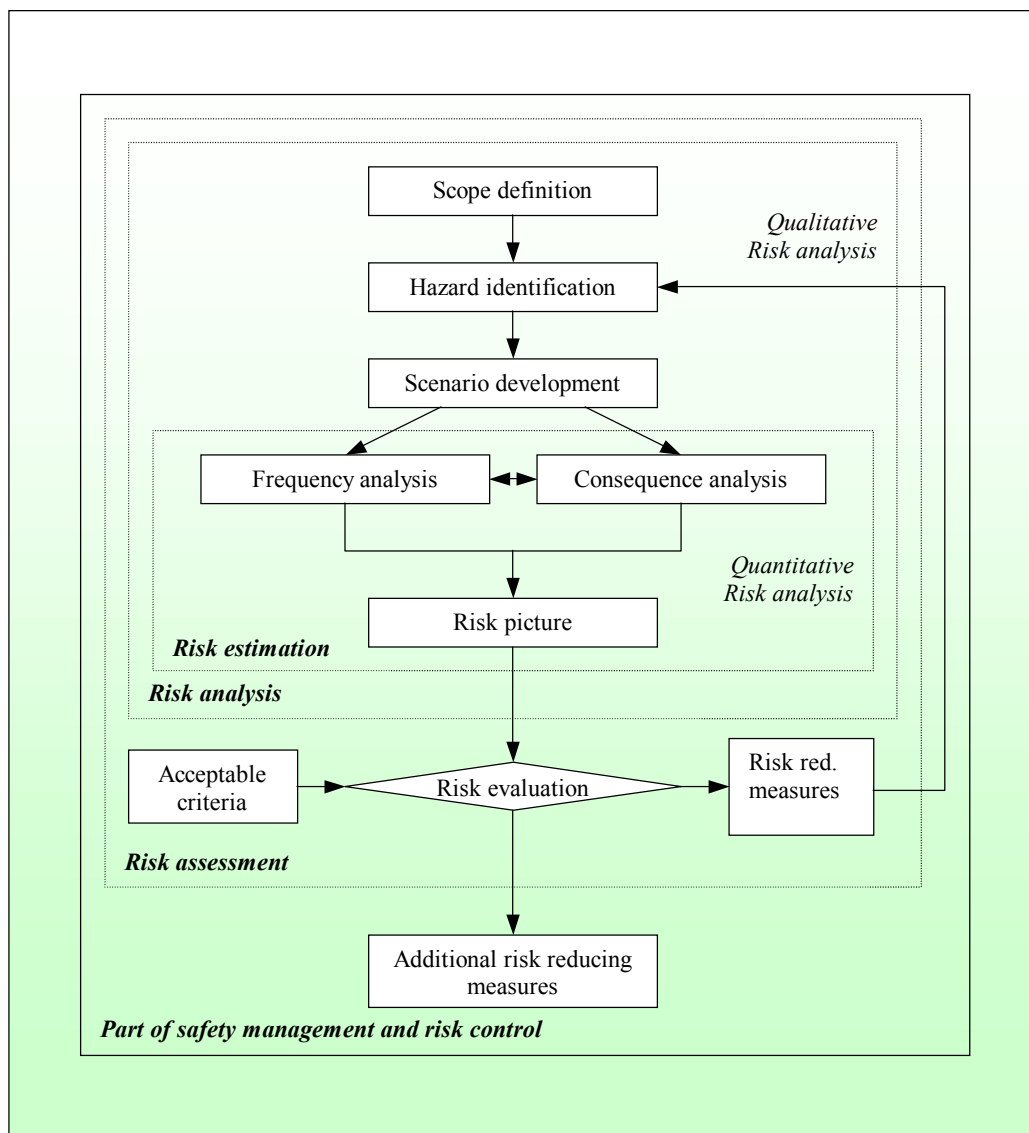 Scope definition
Qualitative
Risk analysis
Hazard identification
Scenario development
Frequency analysis
Consequence analysis
Quantitative
Risk analysis
Risk picture
Risk estimation
Risk analysis
Acceptable
criteria
Risk evaluation
Risk red.
measures
Risk assessment
Additional risk reducing
measures
Part of safety management and risk control